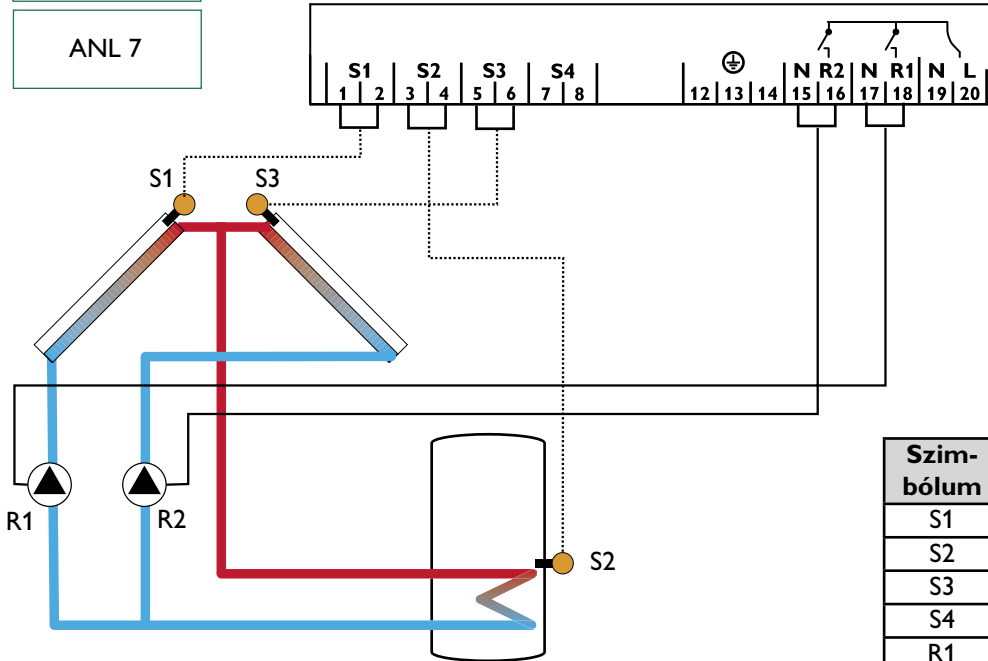 ANL 7
S1 S2 S3 S4 N R2 N R1 N L
1 2 3 4 5 6 7 8 12 13 14 15 16 17 18 19 20
S1 S3
R1 R2
S2
Szim-
bólum
S1
S2
S3
S4
R1